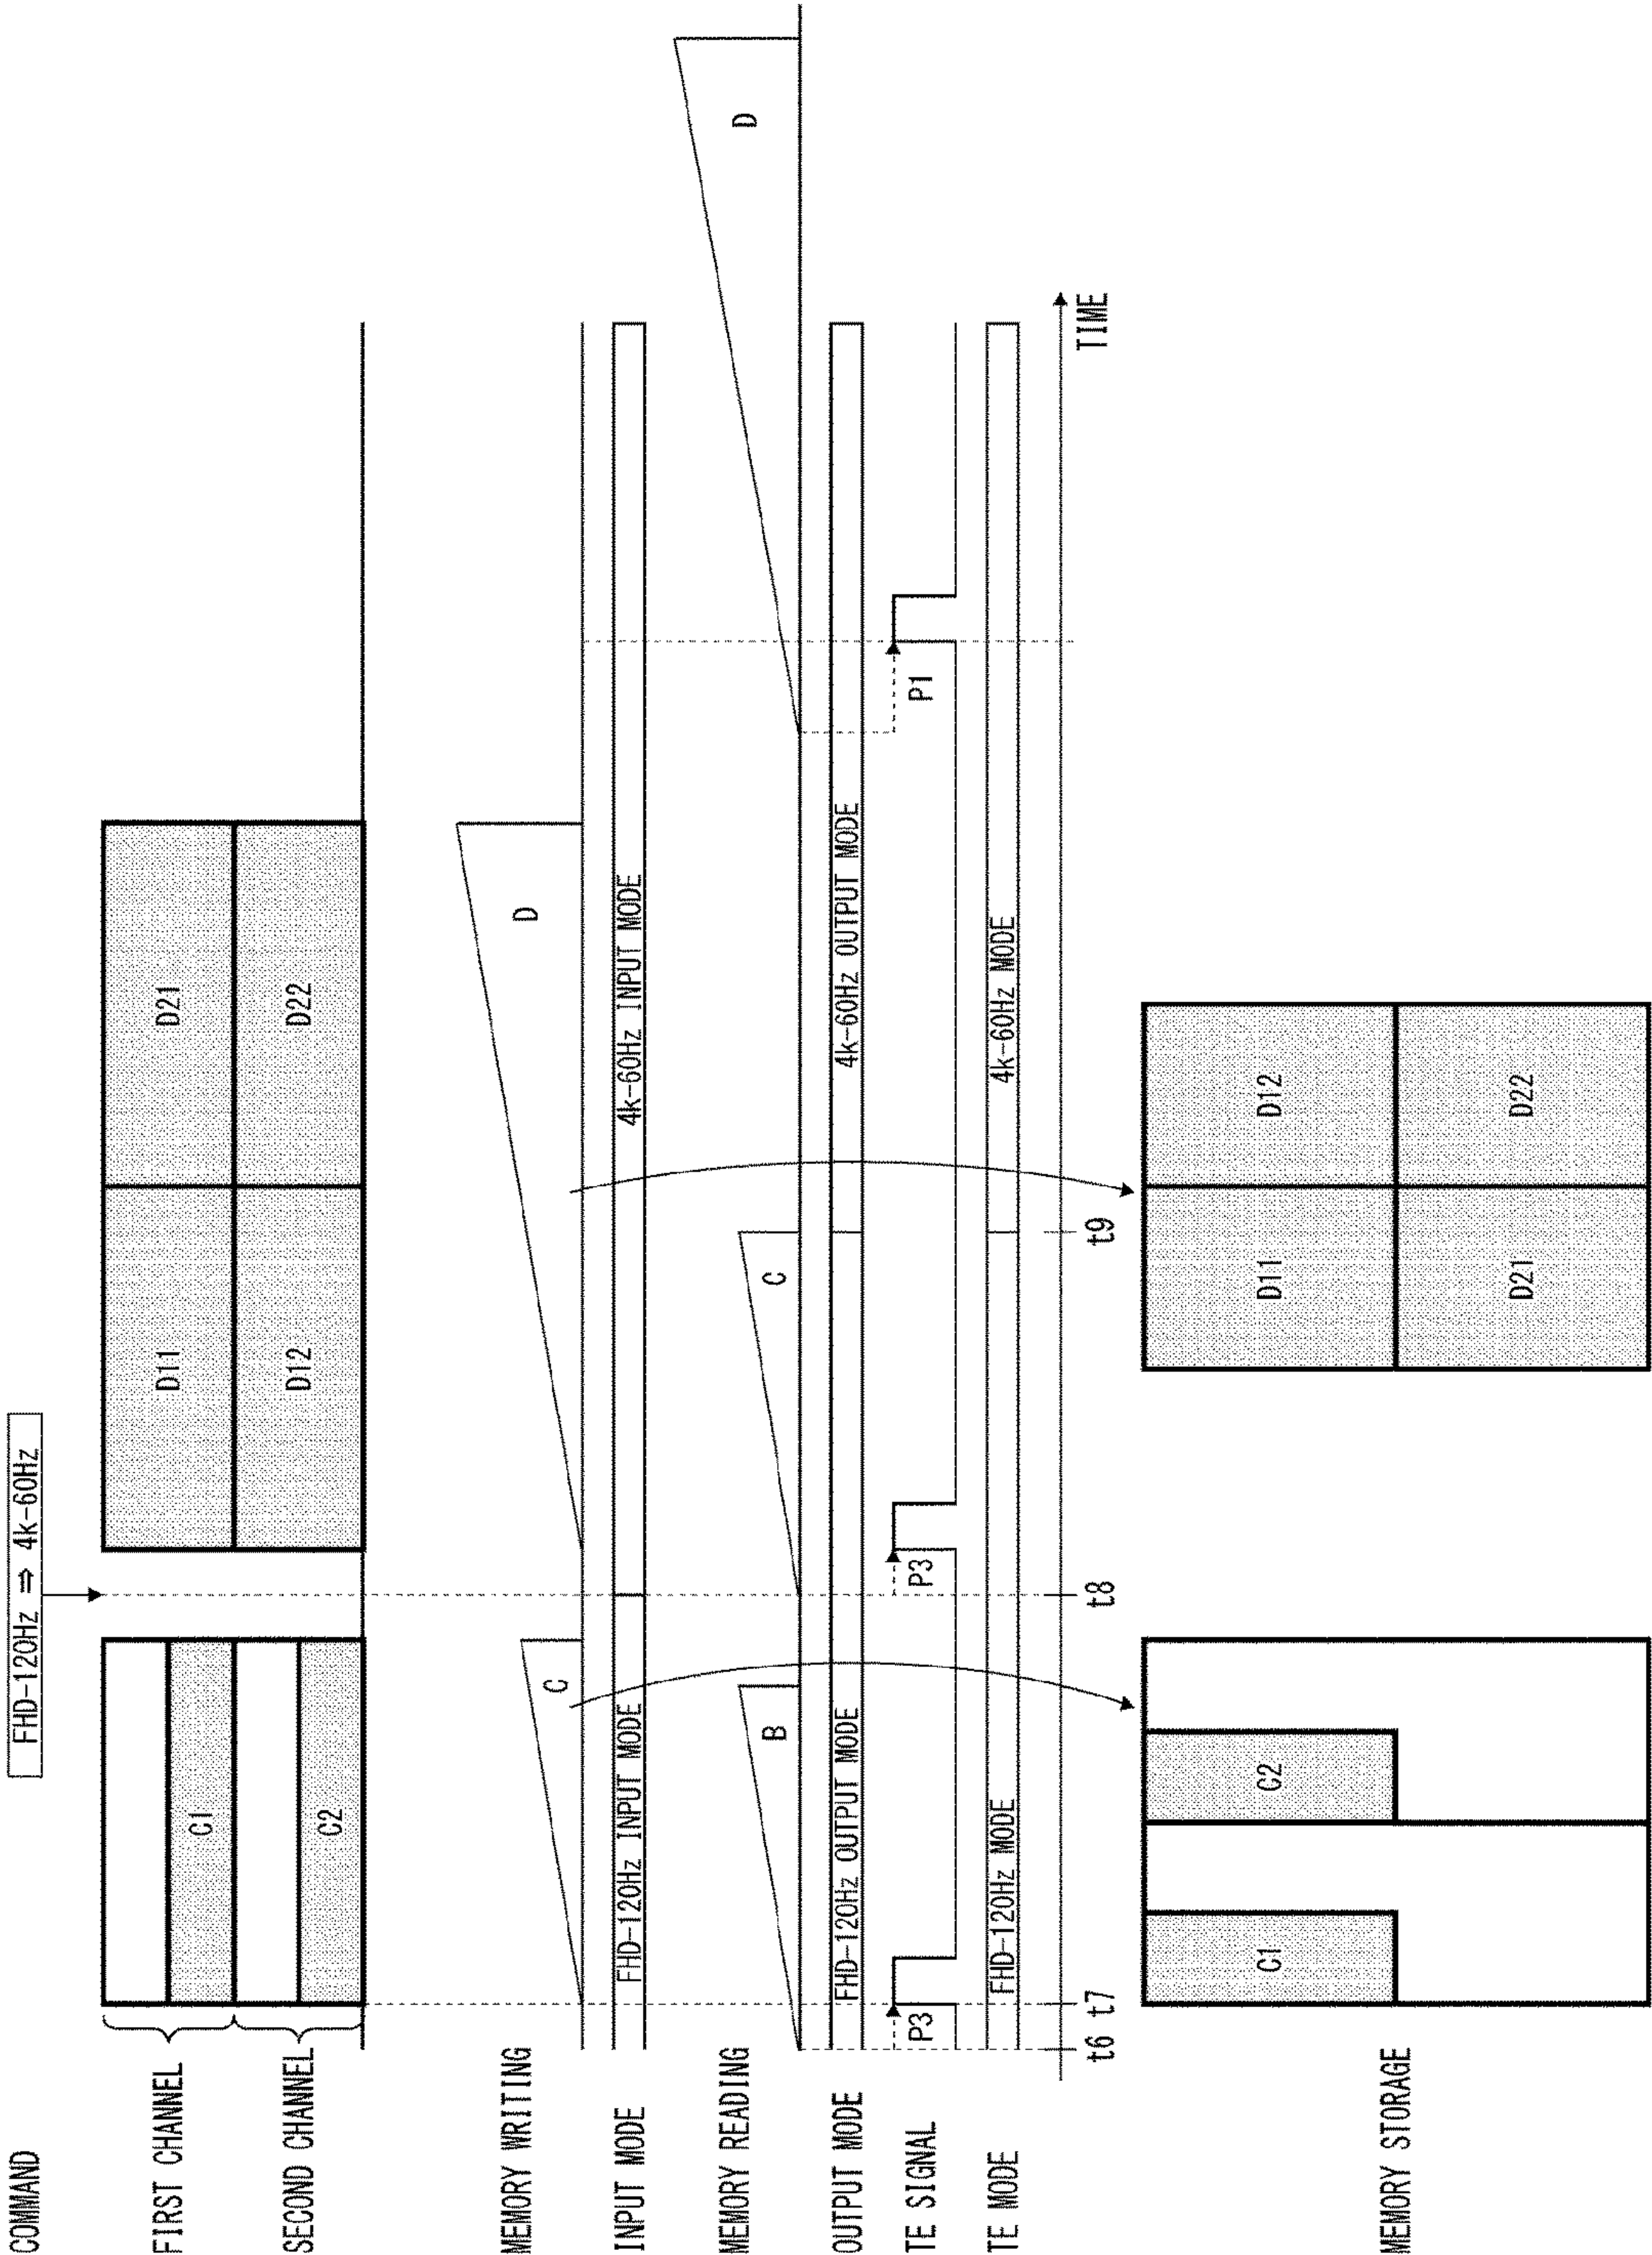 COMMAND
FHD-120Hz ⇒ 4k-60Hz
FIRST CHANNEL
C1
D11
D21
SECOND CHANNEL
C2
D12
D22
MEMORY WRITING
C
D
INPUT MODE
FHD-120Hz INPUT MODE
4k-60Hz INPUT MODE
MEMORY READING
B
C
D
OUTPUT MODE
FHD-120Hz OUTPUT MODE
4k-60Hz OUTPUT MODE
TE SIGNAL
P3
P3
P1
TE MODE
FHD-120Hz MODE
4k-60Hz MODE
t6
t7
t8
t9
TIME
MEMORY STORAGE
C1
C2
D11
D12
D21
D22